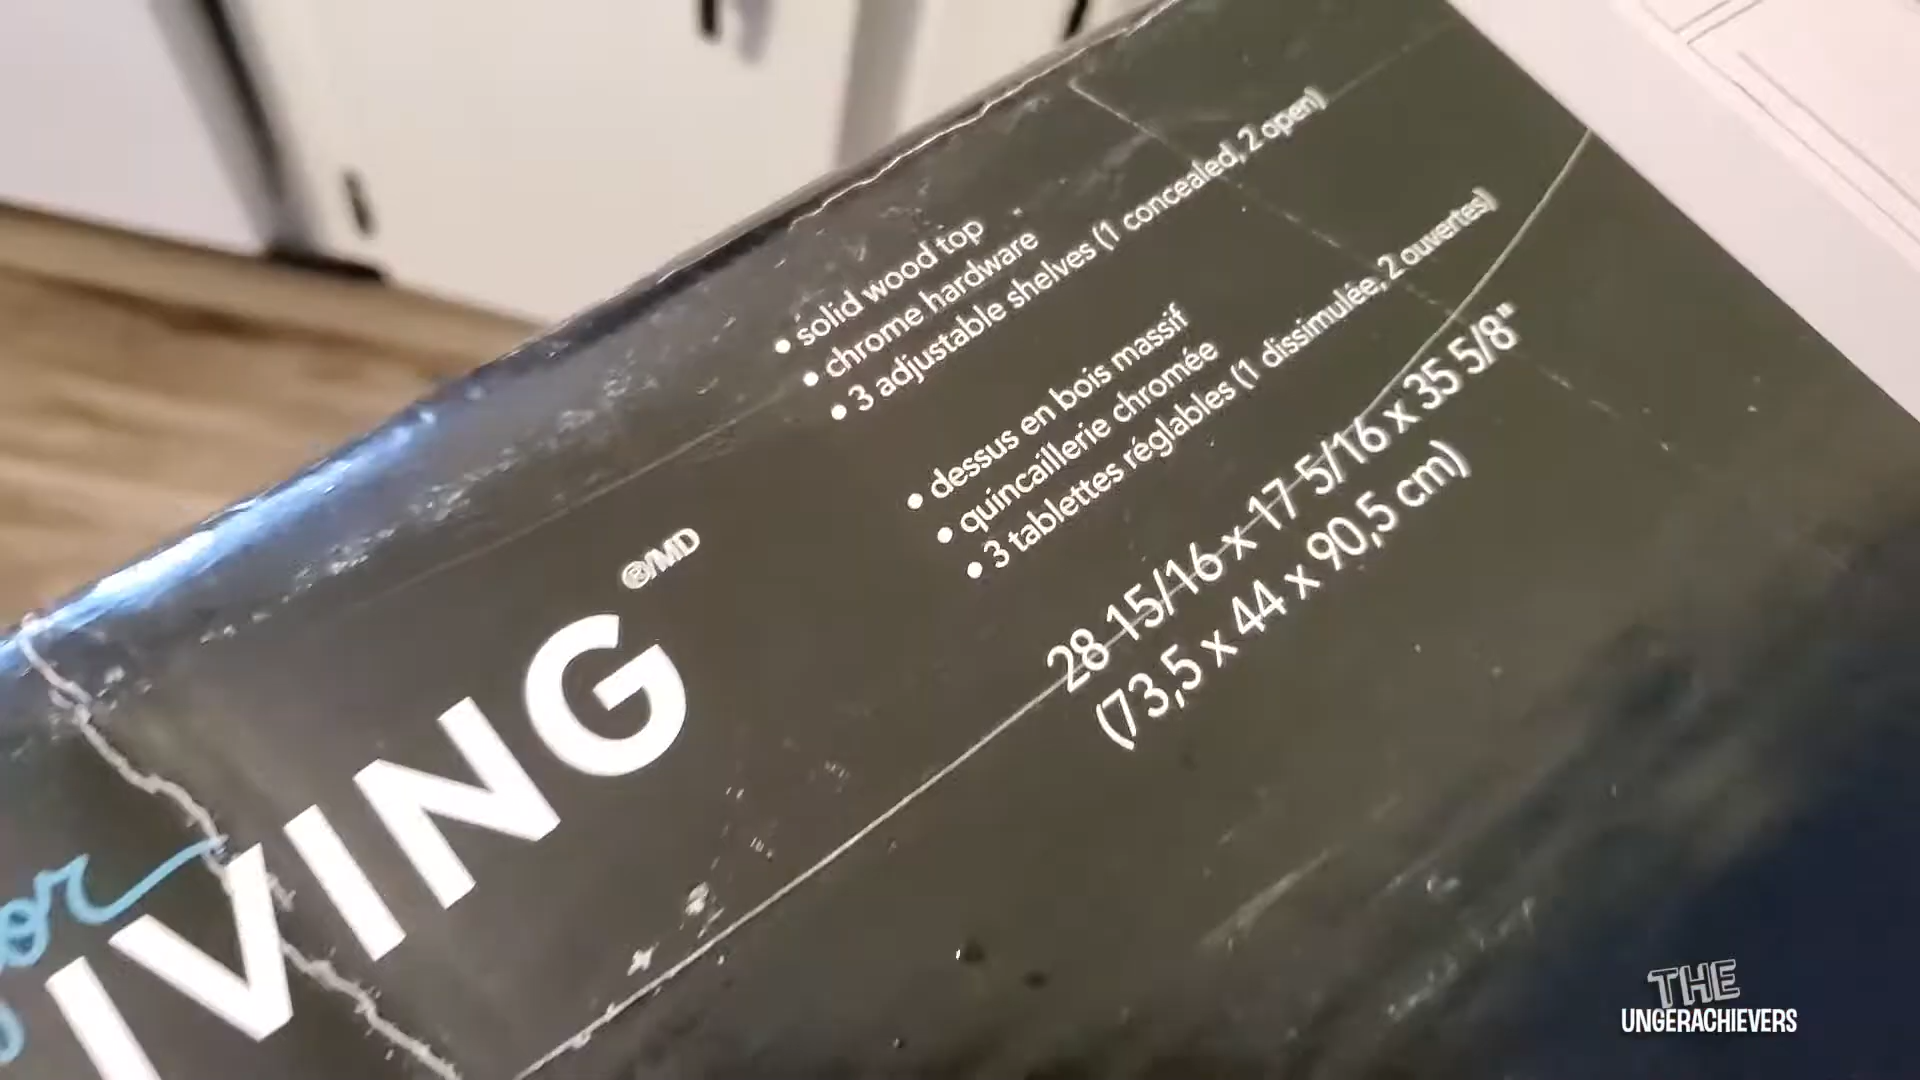 • solid wood top
• chrome hardware
• 3 adjustable shelves (1 concealed, 2 open)
• dessus en bois massif
• quincaillerie chromée
• 3 tablettes réglables (1 dissimulée, 2 ouvertes)
28 15/16 x 17 5/16 x 35 5/8"
(73,5 x 44 x 90,5 cm)
or
IVING ®/MD
THE
UNGERACHIEVERS